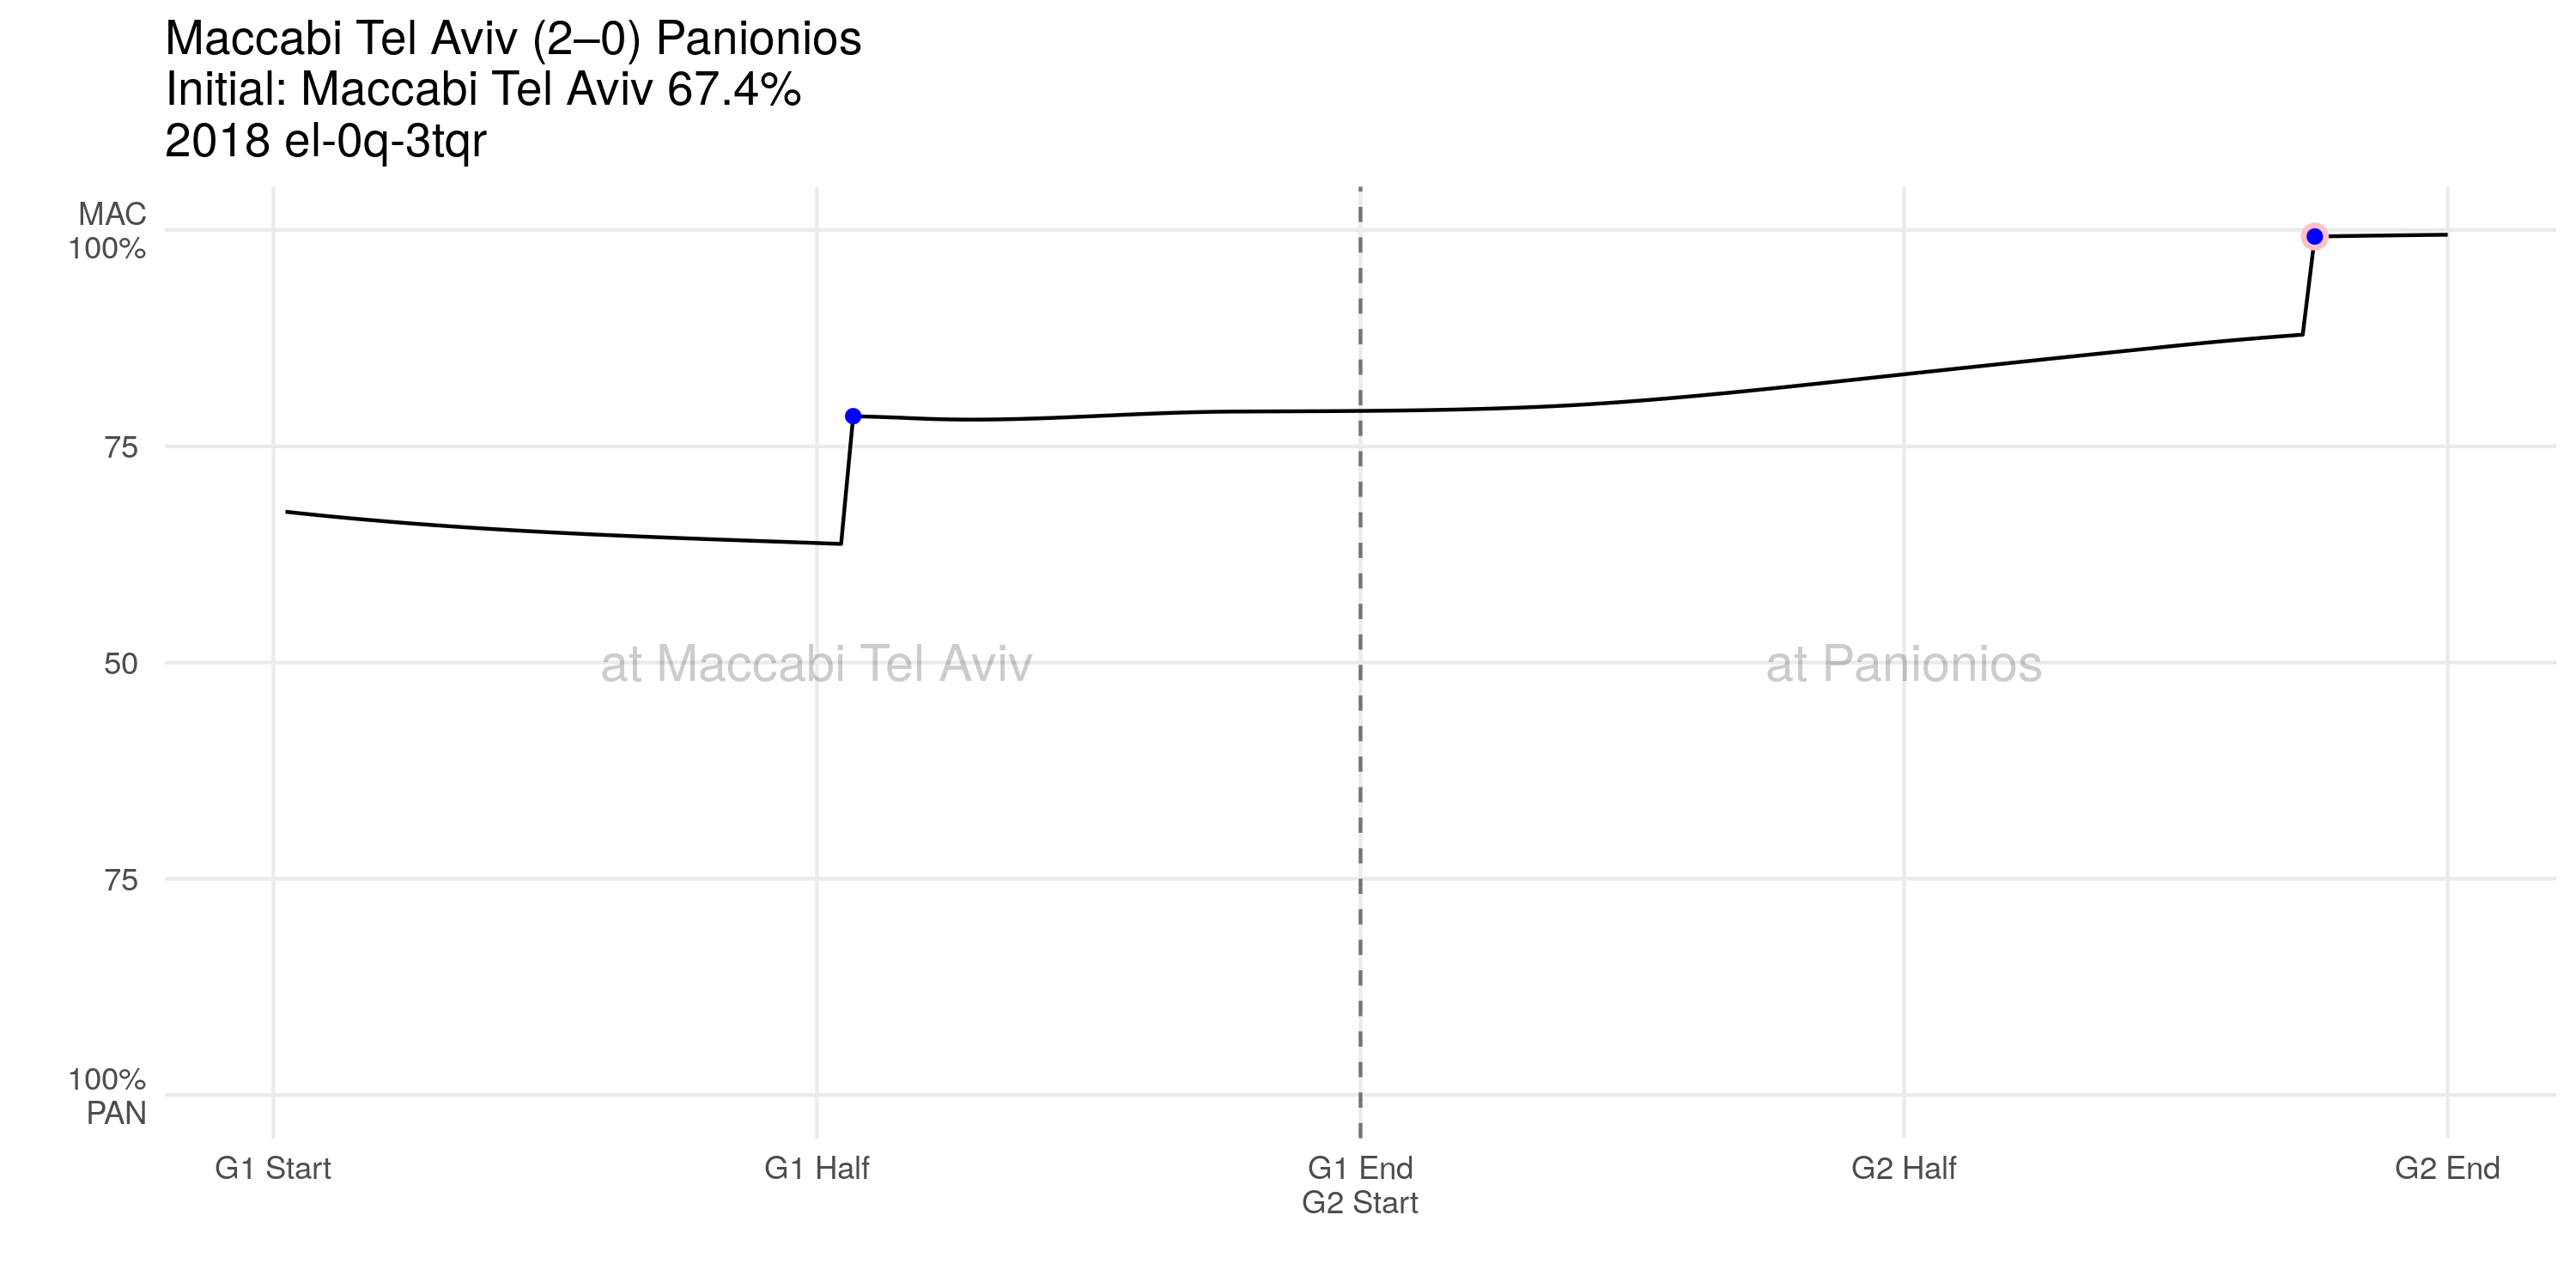 Maccabi Tel Aviv (2–0) Panionios
Initial: Maccabi Tel Aviv 67.4%
2018 el-0q-3tqr
MAC
100%
75
50
75
100%
PAN
at Maccabi Tel Aviv
at Panionios
G1 Start
G1 Half
G1 End
G2 Start
G2 Half
G2 End